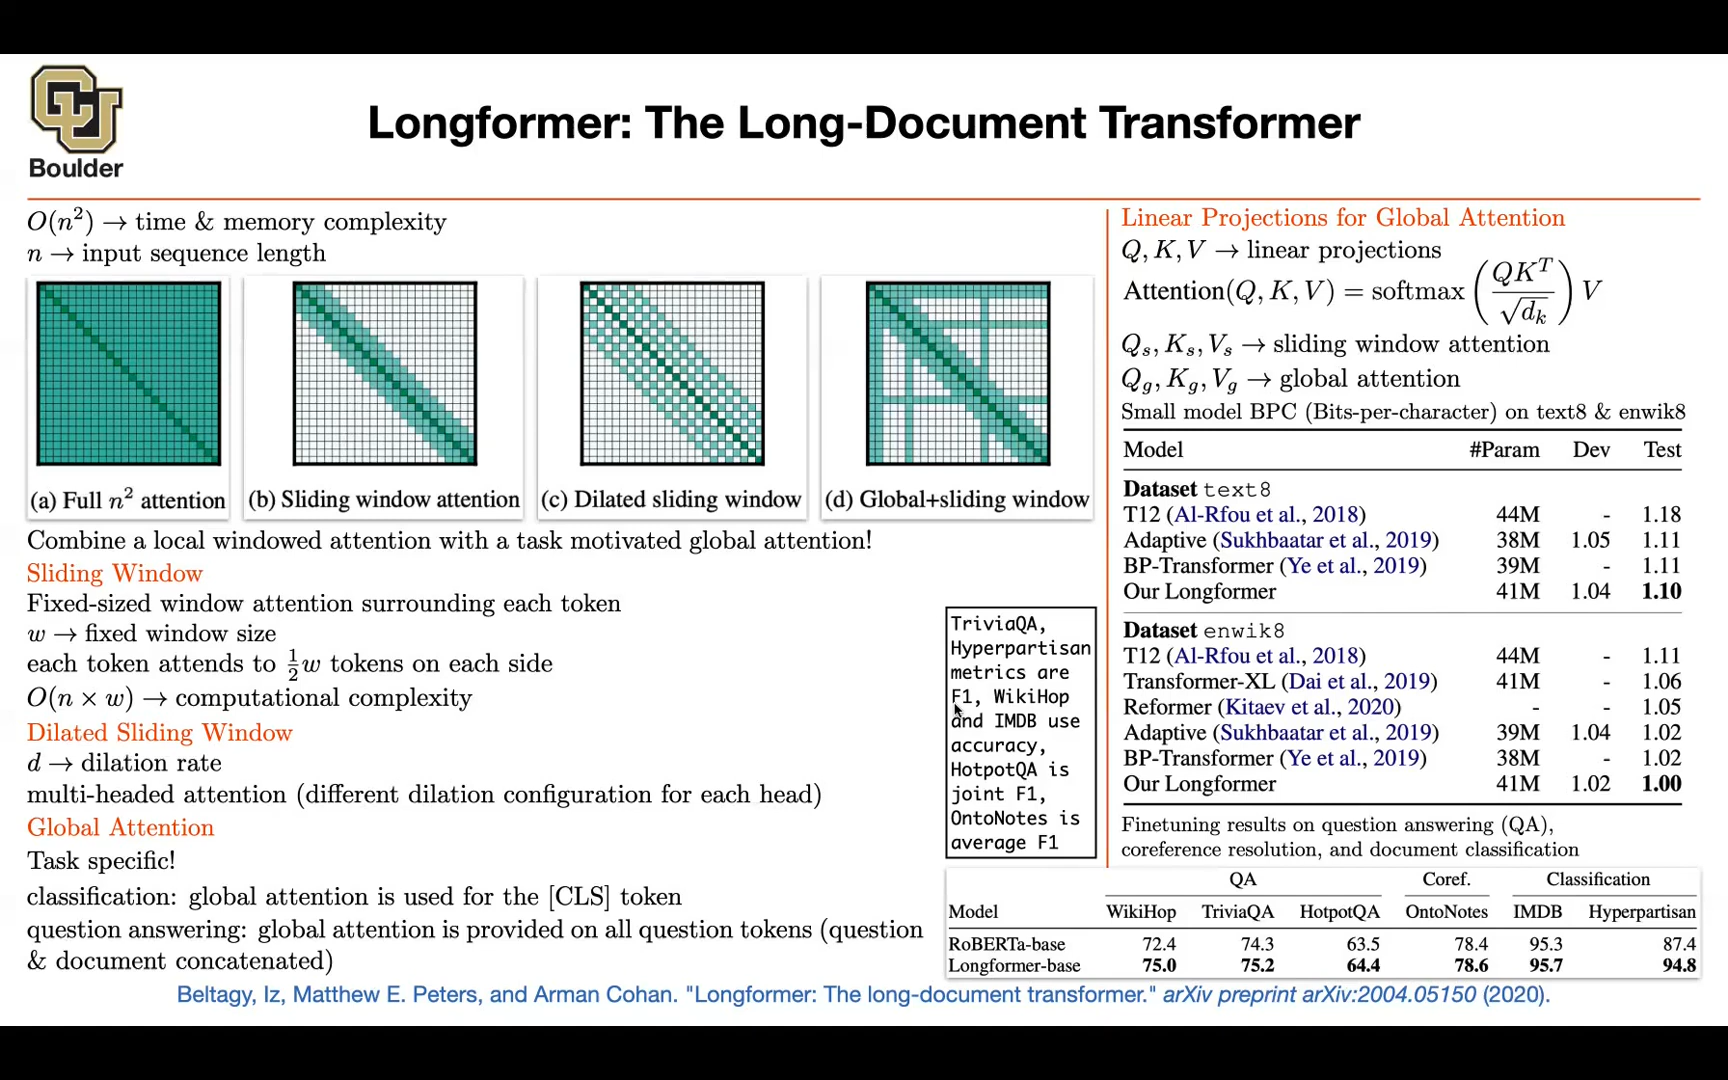 Boulder
Longformer: The Long-Document Transformer
O(n²) → time & memory complexity
n → input sequence length
(a) Full n² attention
(b) Sliding window attention
(c) Dilated sliding window
(d) Global+sliding window
Combine a local windowed attention with a task motivated global attention!
Sliding Window
Fixed-sized window attention surrounding each token
w → fixed window size
each token attends to ½w tokens on each side
O(n × w) → computational complexity
Dilated Sliding Window
d → dilation rate
multi-headed attention (different dilation configuration for each head)
Global Attention
Task specific!
classification: global attention is used for the [CLS] token
question answering: global attention is provided on all question tokens (question
& document concatenated)
TriviaQA,
Hyperpartisan
metrics are
F1, WikiHop
and IMDB use
accuracy,
HotpotQA is
joint F1,
OntoNotes is
average F1
Linear Projections for Global Attention
Q, K, V → linear projections
Attention(Q, K, V) = softmax(QKᵀ/√dₖ)V
Qₛ, Kₛ, Vₛ → sliding window attention
Q_g, K_g, V_g → global attention
Small model BPC (Bits-per-character) on text8 & enwik8
Model #Param Dev Test
Dataset text8
T12 (Al-Rfou et al., 2018) 44M - 1.18
Adaptive (Sukhbaatar et al., 2019) 38M 1.05 1.11
BP-Transformer (Ye et al., 2019) 39M - 1.11
Our Longformer 41M 1.04 1.10
Dataset enwik8
T12 (Al-Rfou et al., 2018) 44M - 1.11
Transformer-XL (Dai et al., 2019) 41M - 1.06
Reformer (Kitaev et al., 2020) - - 1.05
Adaptive (Sukhbaatar et al., 2019) 39M 1.04 1.02
BP-Transformer (Ye et al., 2019) 38M - 1.02
Our Longformer 41M 1.02 1.00
Finetuning results on question answering (QA),
coreference resolution, and document classification
QA Coref. Classification
Model WikiHop TriviaQA HotpotQA OntoNotes IMDB Hyperpartisan
RoBERTa-base 72.4 74.3 63.5 78.4 95.3 87.4
Longformer-base 75.0 75.2 64.4 78.6 95.7 94.8
Beltagy, Iz, Matthew E. Peters, and Arman Cohan. "Longformer: The long-document transformer." arXiv preprint arXiv:2004.05150 (2020).